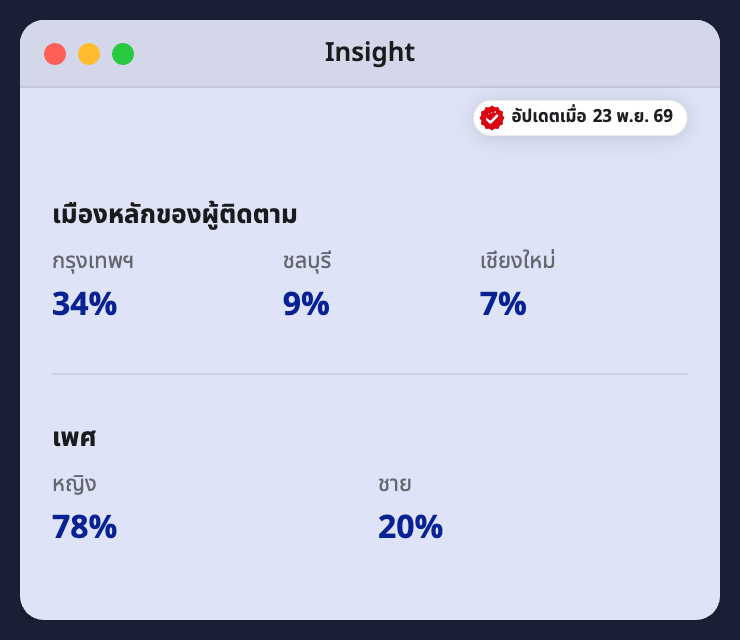 Insight
อัปเดตเมื่อ 23 พ.ย. 69
เมืองหลักของผู้ติดตาม
กรุงเทพฯ ชลบุรี เชียงใหม่
34% 9% 7%
เพศ
หญิง ชาย
78% 20%